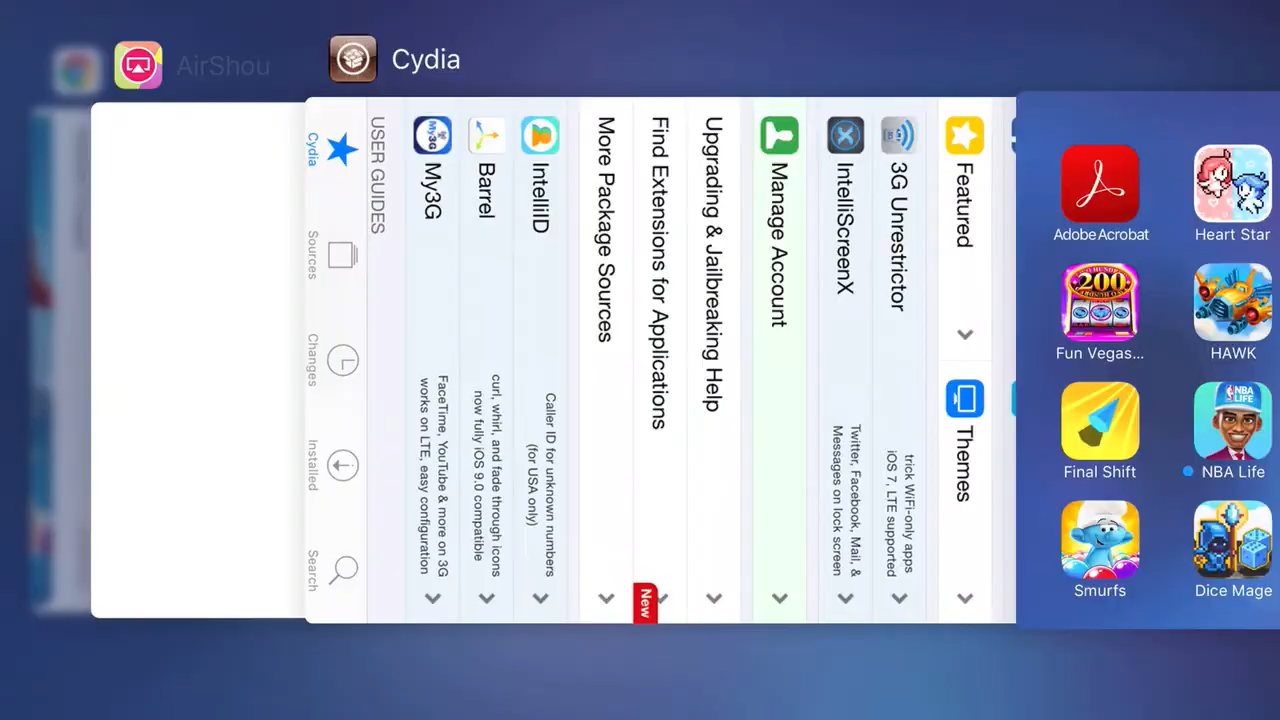 AirShou
Cydia
Featured
Themes
3G Unrestrictor
trick WiFi-only apps
iOS 7, LTE supported
IntelliScreenX
Twitter, Facebook, Mail, &
Messages on lock screen
Manage Account
Upgrading & Jailbreaking Help
Find Extensions for Applications
New
More Package Sources
IntelliID
Caller ID for unknown numbers
(for USA only)
Barrel
curl, whirl, and fade through icons
now fully iOS 9.0 compatible
My3G
My3G
FaceTime, YouTube & more on 3G
works on LTE, easy configuration
USER GUIDES
Cydia
Sources
Changes
Installed
Search
Adobe Acrobat
Heart Star
200
Fun Vegas...
HAWK
Final Shift
NBA
LIFE
NBA Life
Smurfs
Dice Mage